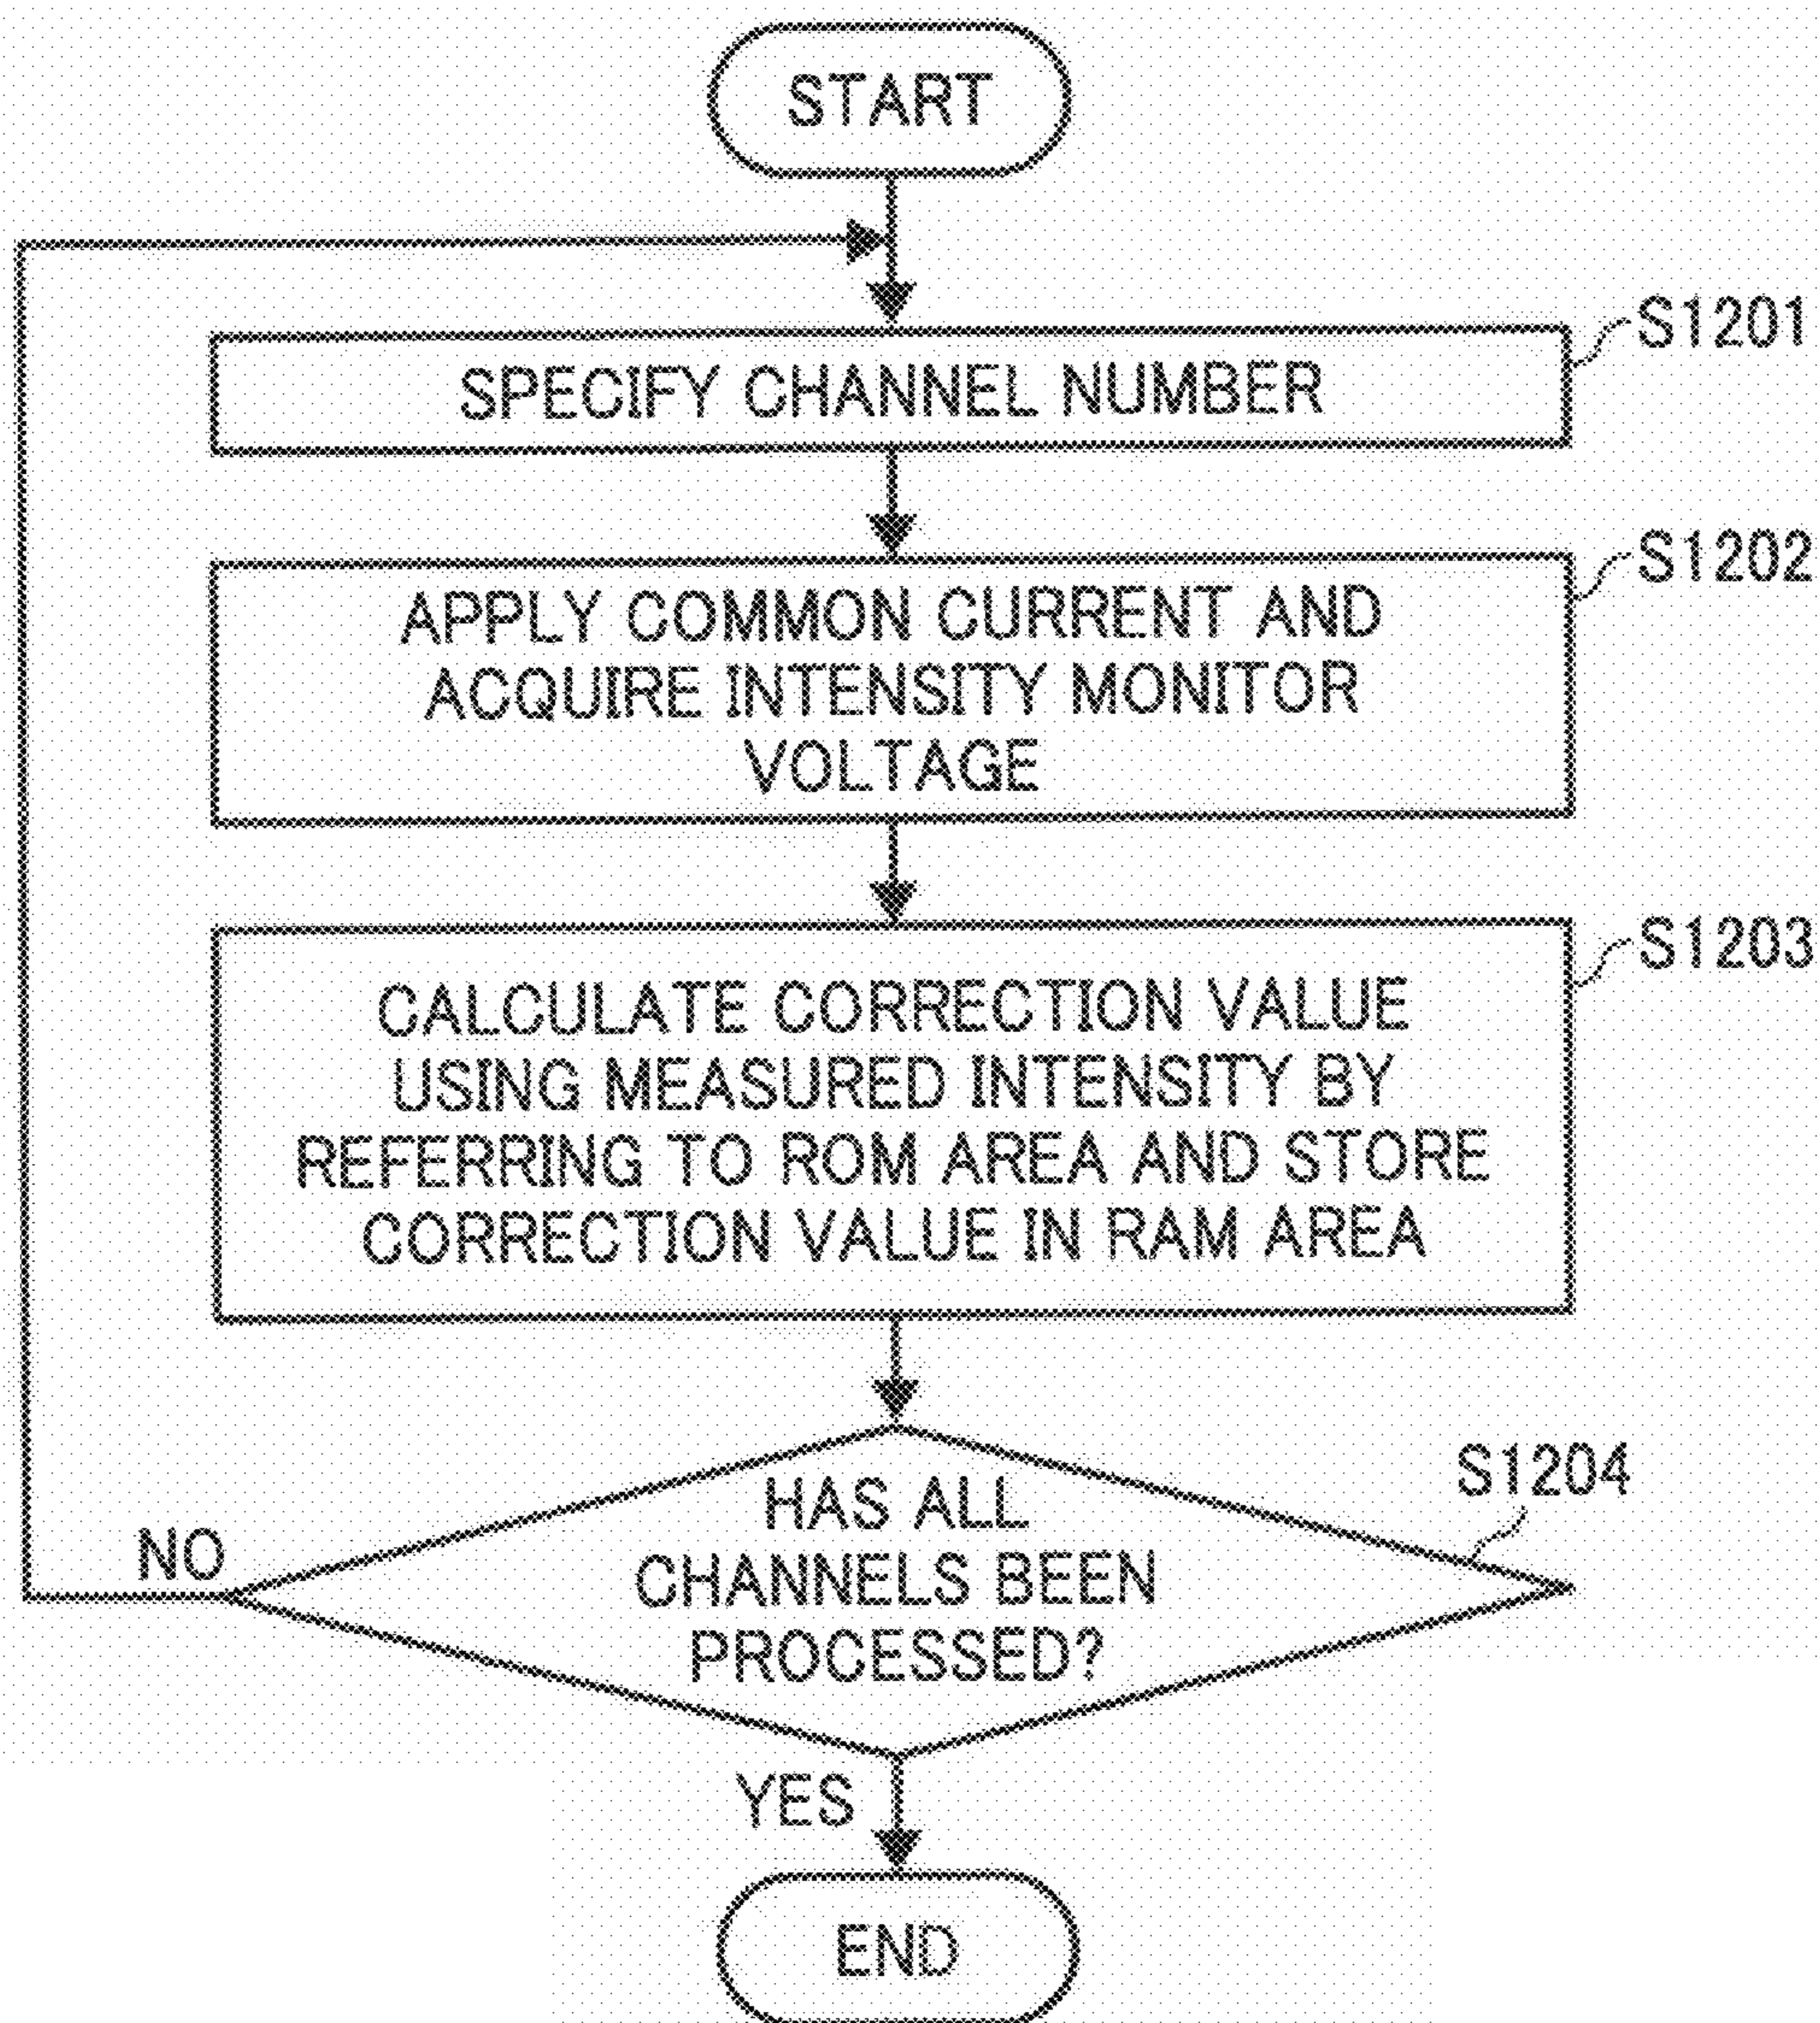 START
S1201
SPECIFY CHANNEL NUMBER
S1202
APPLY COMMON CURRENT AND
ACQUIRE INTENSITY MONITOR
VOLTAGE
S1203
CALCULATE CORRECTION VALUE
USING MEASURED INTENSITY BY
REFERRING TO ROM AREA AND STORE
CORRECTION VALUE IN RAM AREA
S1204
HAS ALL
CHANNELS BEEN
PROCESSED?
NO
YES
END